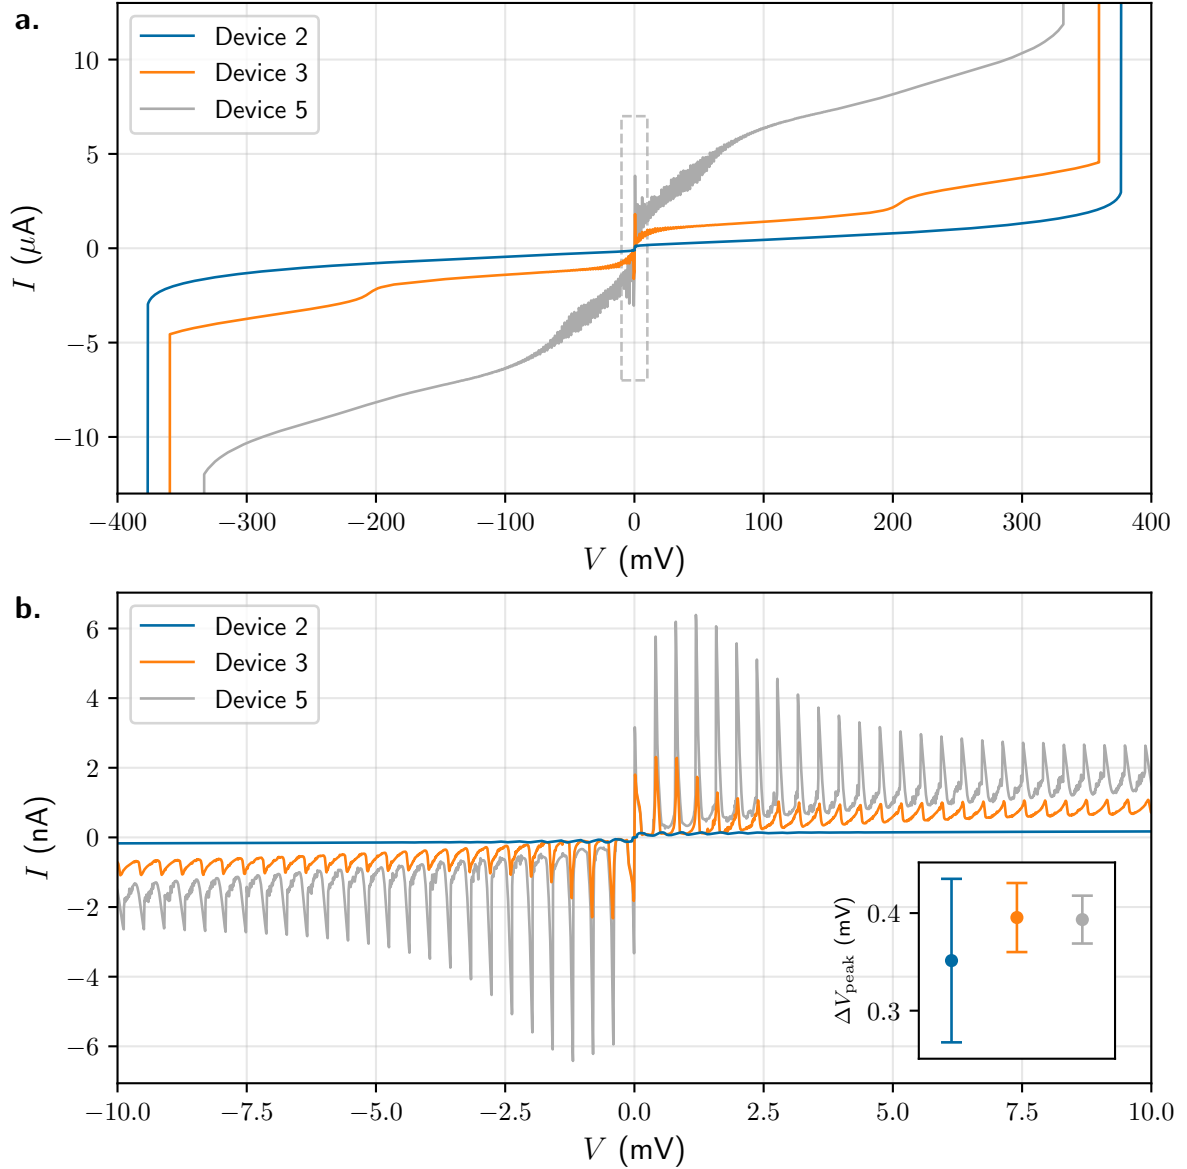 a.
Device 2
Device 3
Device 5
I (μA)
10
5
0
−5
−10
−400 −300 −200 −100 0 100 200 300 400
V (mV)
b.
Device 2
Device 3
Device 5
I (nA)
6
4
2
0
−2
−4
−6
ΔV_peak (mV)
0.4
0.3
−10.0 −7.5 −5.0 −2.5 0.0 2.5 5.0 7.5 10.0
V (mV)